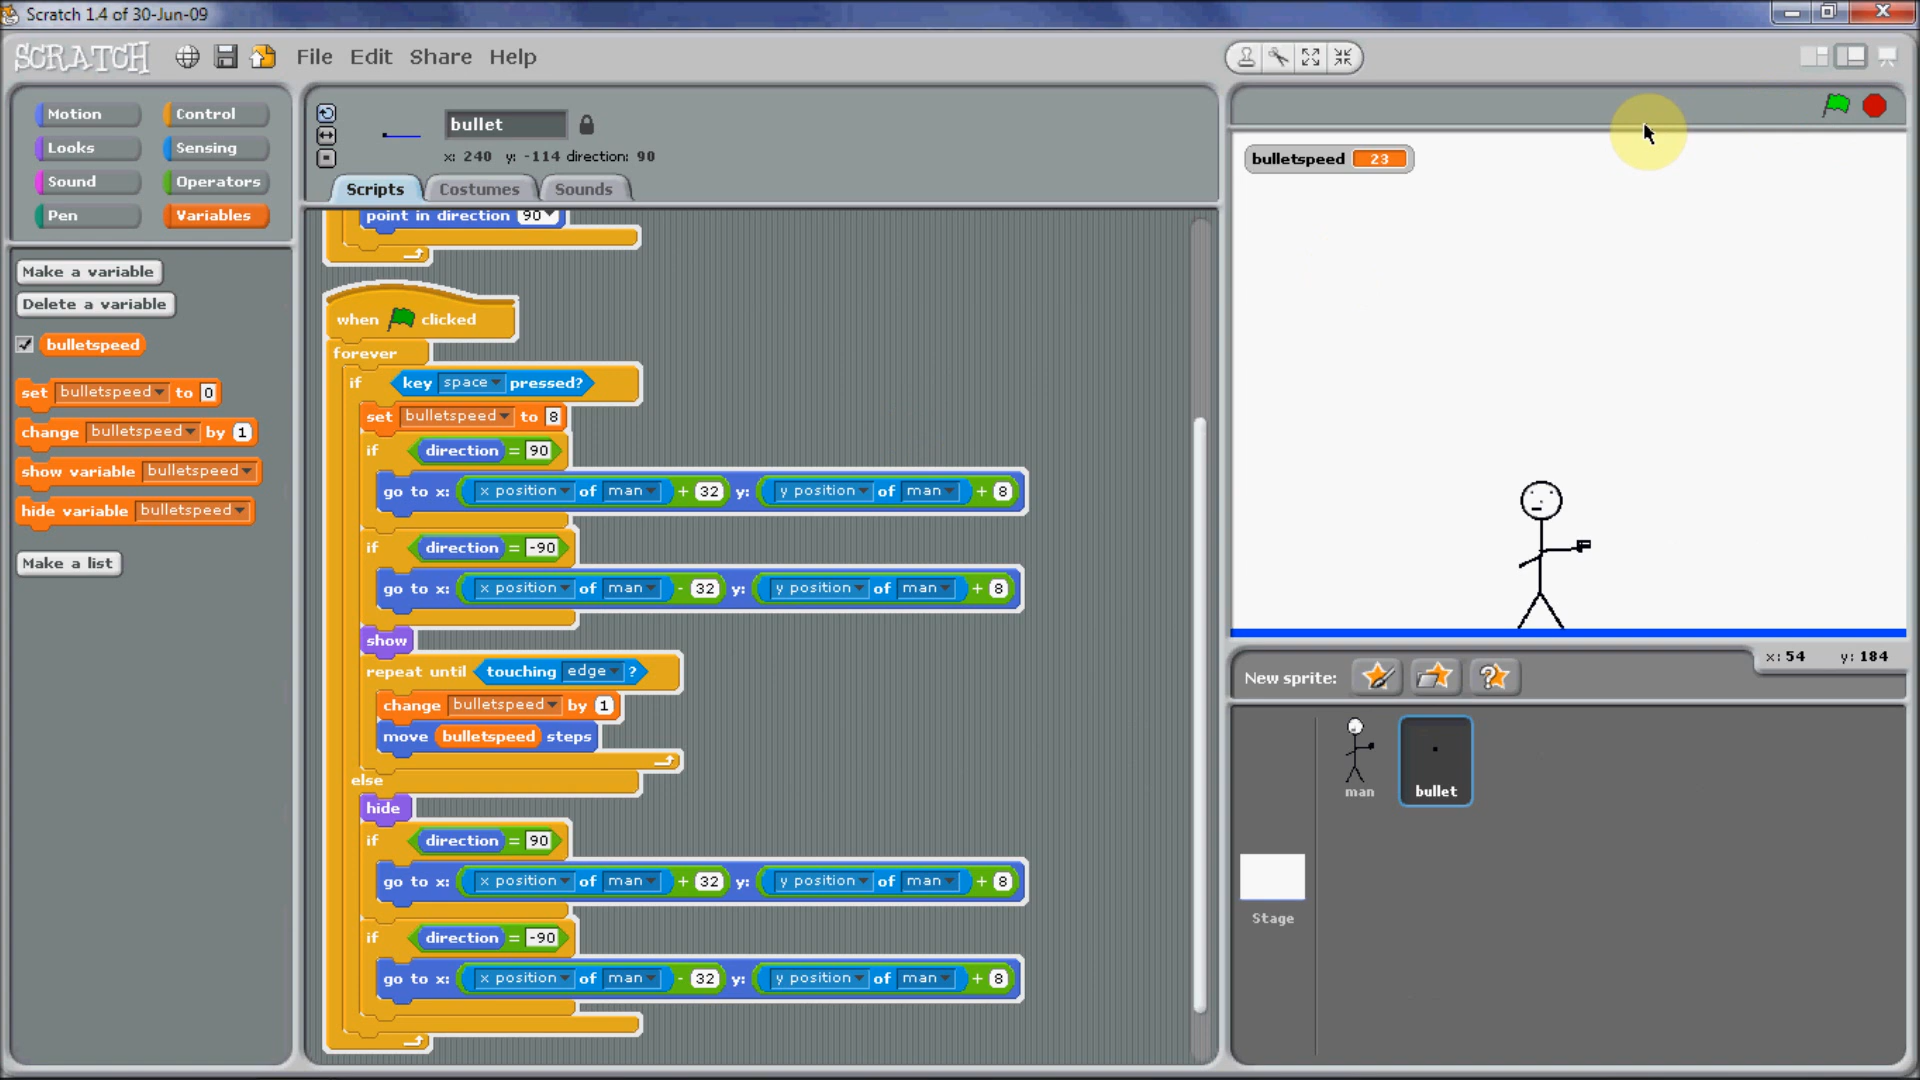 Scratch 1.4 of 30-Jun-09
SCRATCH File Edit Share Help
Motion Control
Looks Sensing
Sound Operators
Pen Variables
Make a variable
Delete a variable
bulletspeed
set bulletspeed to 0
change bulletspeed by 1
show variable bulletspeed
hide variable bulletspeed
Make a list
bullet
x: 240 y: -114 direction: 90
Scripts Costumes Sounds
point in direction 90
when clicked
forever
if key space pressed?
set bulletspeed to 8
if direction = 90
go to x: x position of man + 32 y: y position of man + 8
if direction = -90
go to x: x position of man - 32 y: y position of man + 8
show
repeat until touching edge ?
change bulletspeed by 1
move bulletspeed steps
else
hide
if direction = 90
go to x: x position of man + 32 y: y position of man + 8
if direction = -90
go to x: x position of man - 32 y: y position of man + 8
bulletspeed 23
x: 54 y: 184
New sprite:
man
bullet
Stage